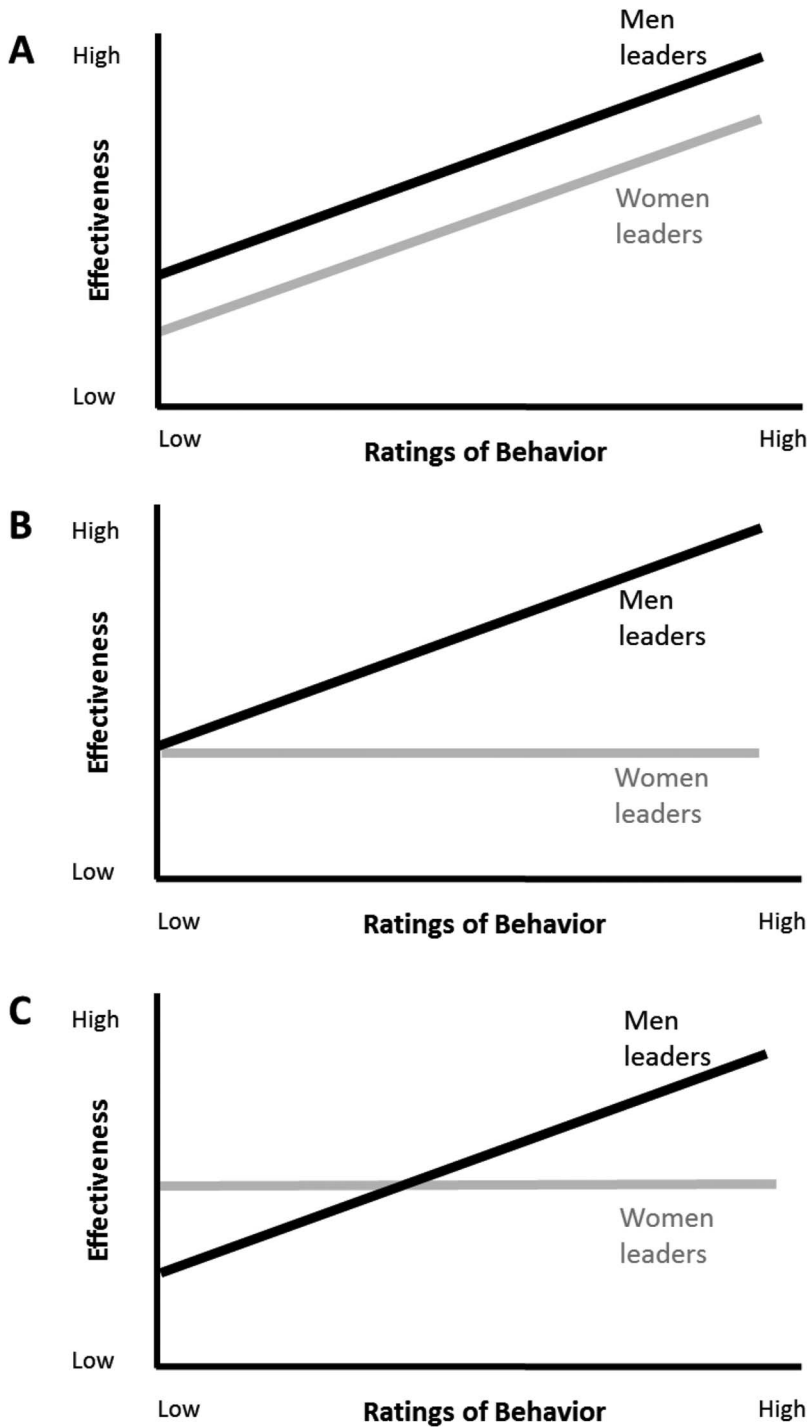 A
High
Men
leaders
Effectiveness
Women
leaders
Low
Low
Ratings of Behavior
High
B
High
Men
leaders
Effectiveness
Women
leaders
Low
Low
Ratings of Behavior
High
C
High
Men
leaders
Effectiveness
Women
leaders
Low
Low
Ratings of Behavior
High